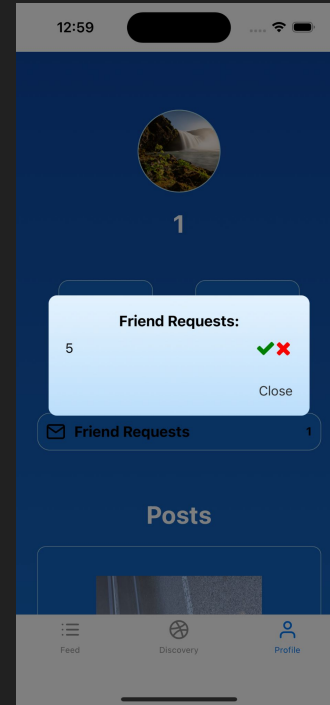 12:59
1
Friend Requests:
5
Close
Friend Requests 1
Posts
Feed Discovery Profile